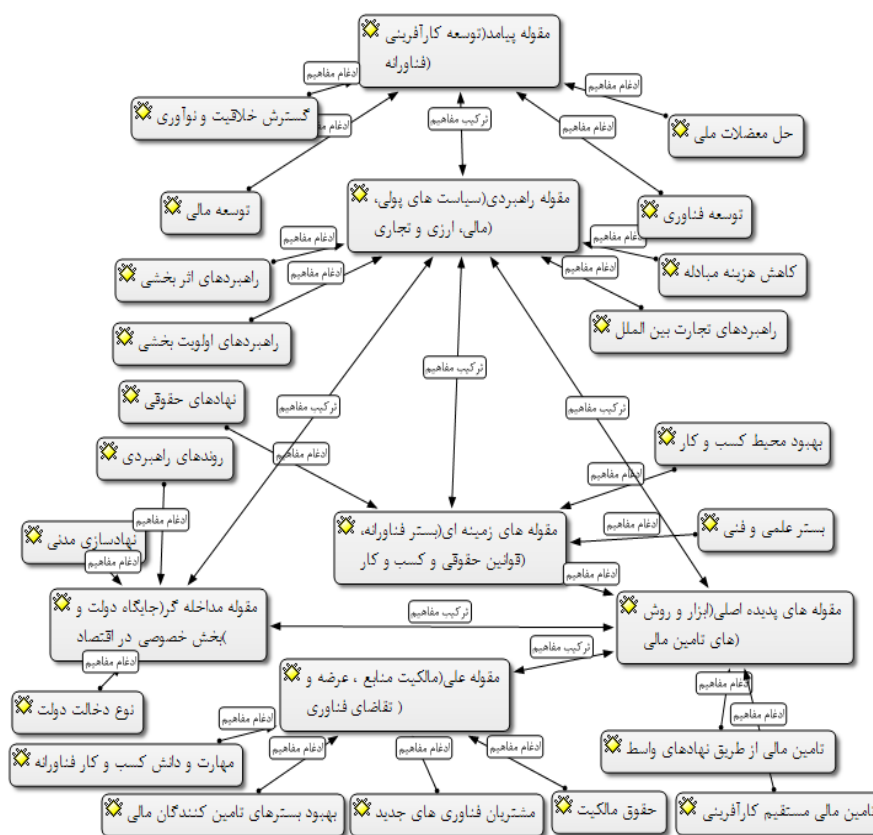 مقوله پیامد(توسعه کارآفرینی
(فناورانه
ادغام مفاهیم
ادغام مفاهیم
گسترش خلاقیت و نوآوری
ادغام مفاهیم
ترکیب مفاهیم
ادغام مفاهیم
حل معضلات ملی
توسعه مالی
مقوله راهبردی(سیاست های پولی،
(مالی، ارزی و تجاری
توسعه فناوری
ادغام مفاهیم
ادغام مفاهیم
راهبردهای اثر بخشی
ادغام مفاهیم
کاهش هزینه مبادله
ادغام مفاهیم
راهبردهای اولویت بخشی
راهبردهای تجارت بین الملل
ترکیب مفاهیم
نهادهای حقوقی
ترکیب مفاهیم
ترکیب مفاهیم
روندهای راهبردی
ادغام مفاهیم
بهبود محیط کسب و کار
ادغام مفاهیم
ادغام مفاهیم
نهادسازی مدنی
ادغام مفاهیم
مقوله های زمینه ای(بستر فناورانه،
(قوانین حقوقی و کسب و کار
ادغام مفاهیم
بستر علمی و فنی
ادغام مفاهیم
مقوله مداخله گر(جایگاه دولت و
)بخش خصوصی در اقتصاد
ترکیب مفاهیم
مقوله های پدیده اصلی(ابزار و روش
(های تامین مالی
ترکیب مفاهیم
ادغام مفاهیم
مقوله علی(مالکیت منابع ، عرضه و
( تقاضای فناوری
نوع دخالت دولت
ادغام مفاهیم
ادغام مفاهیم
ادغام مفاهیم
مهارت و دانش کسب و کار فناورانه
ادغام مفاهیم
ادغام مفاهیم
ادغام مفاهیم
تامین مالی از طریق نهادهای واسط
بهبود بسترهای تامین کنندگان مالی
مشتریان فناوری های جدید
حقوق مالکیت
تامین مالی مستقیم کارآفرینی